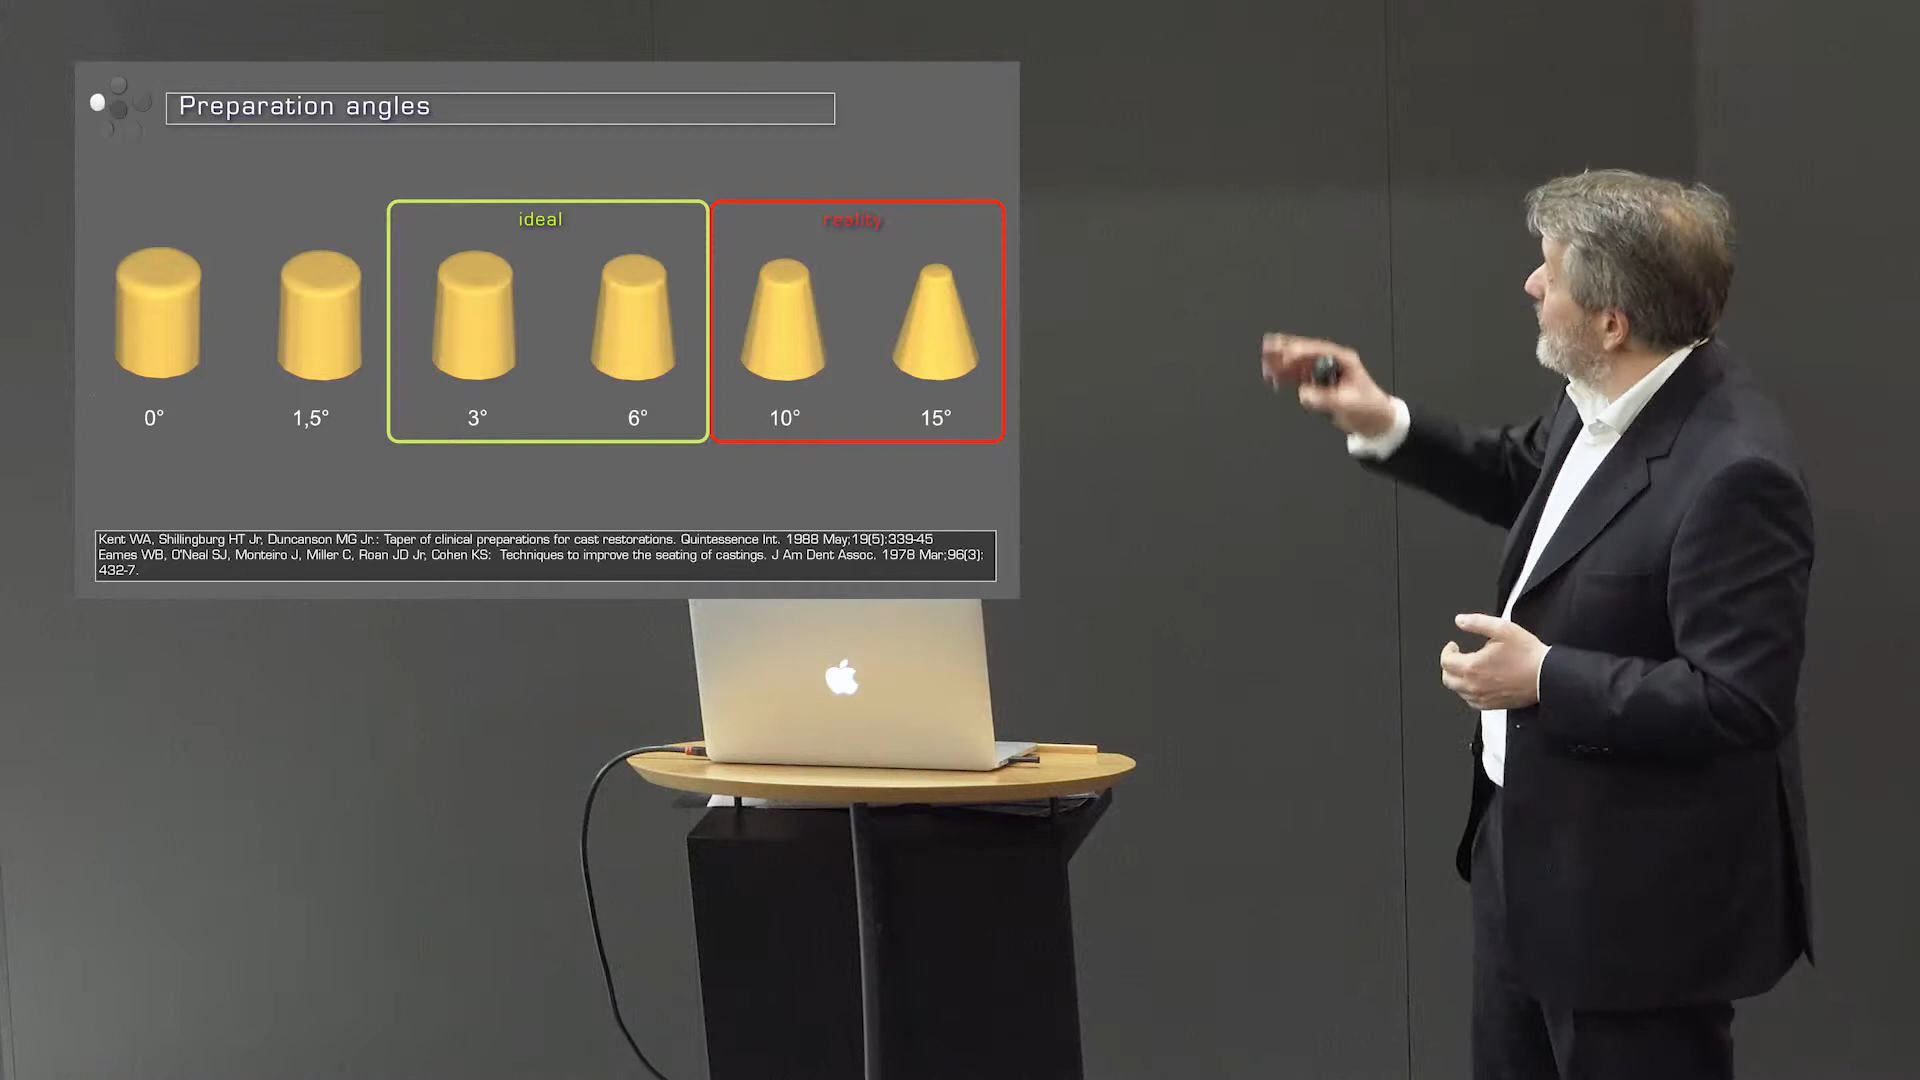 Preparation angles
ideal
reality
0° 1,5° 3° 6° 10° 15°
Kent WA, Shillingburg HT Jr, Duncanson MG Jr.: Taper of clinical preparations for cast restorations. Quintessence Int. 1988 May;19(5):339-45
Eames WB, O'Neal SJ, Monteiro J, Miller C, Roan JD Jr, Cohen KS: Techniques to improve the seating of castings. J Am Dent Assoc. 1978 Mar;96(3):
432-7.